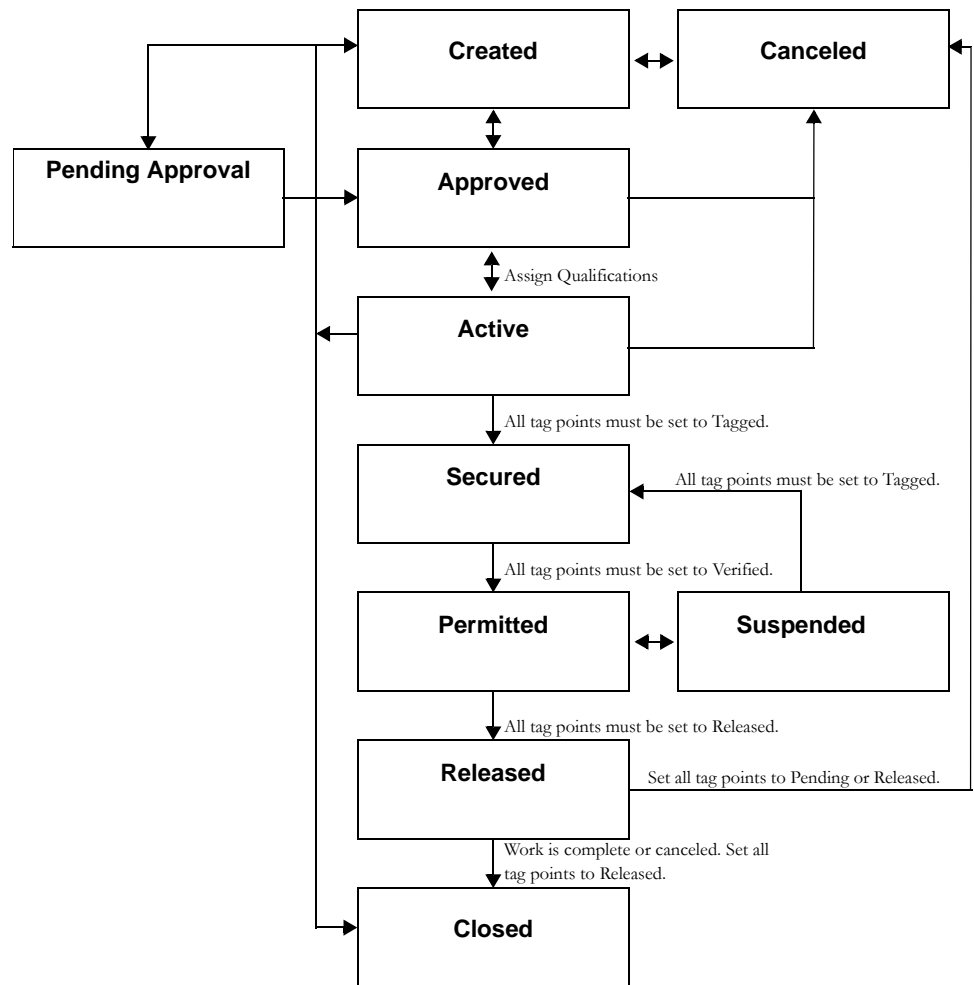 Created
Canceled
Pending Approval
Approved
Assign Qualifications
Active
All tag points must be set to Tagged.
Secured
All tag points must be set to Tagged.
All tag points must be set to Verified.
Permitted
Suspended
All tag points must be set to Released.
Released
Set all tag points to Pending or Released.
Work is complete or canceled. Set all
tag points to Released.
Closed